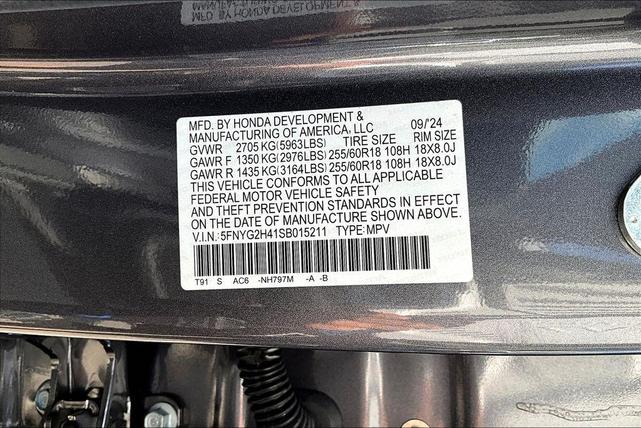 MFD. BY HONDA DEVELOPMENT &
MANUFACTURING OF AMERICA, LLC 09/'24
GVWR 2705 KG(5963LBS) TIRE SIZE RIM SIZE
GAWR F 1350 KG(2976LBS) 255/60R18 108H 18X8.0J
GAWR R 1435 KG(3164LBS) 255/60R18 108H 18X8.0J
THIS VEHICLE CONFORMS TO ALL APPLICABLE
FEDERAL MOTOR VEHICLE SAFETY
AND THEFT PREVENTION STANDARDS IN EFFECT
ON THE DATE OF MANUFACTURE SHOWN ABOVE.
V.I.N.:5FNYG2H41SB015211 TYPE:MPV
T91 S AC6 -NH797M -A -B